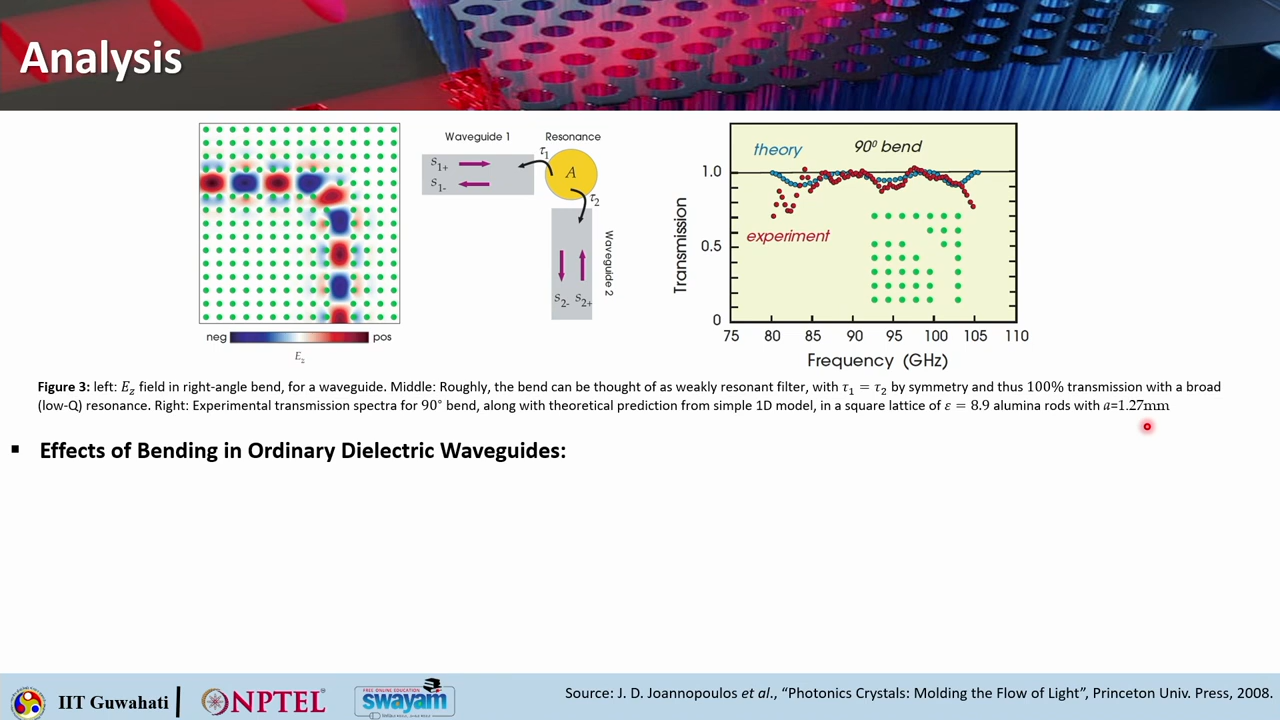 Analysis
Waveguide 1
Resonance
S1+
S1-
τ1
A
τ2
Waveguide 2
S2- S2+
neg
pos
Ez
theory
90⁰ bend
experiment
Transmission
1.0
0.5
0
75 80 85 90 95 100 105 110
Frequency (GHz)
Figure 3: left: Ez field in right-angle bend, for a waveguide. Middle: Roughly, the bend can be thought of as weakly resonant filter, with τ1 = τ2 by symmetry and thus 100% transmission with a broad
(low-Q) resonance. Right: Experimental transmission spectra for 90° bend, along with theoretical prediction from simple 1D model, in a square lattice of ε = 8.9 alumina rods with a=1.27mm
▪ Effects of Bending in Ordinary Dielectric Waveguides:
IIT Guwahati
NPTEL
FREE ONLINE EDUCATION
swayam
Source: J. D. Joannopoulos et al., “Photonics Crystals: Molding the Flow of Light”, Princeton Univ. Press, 2008.